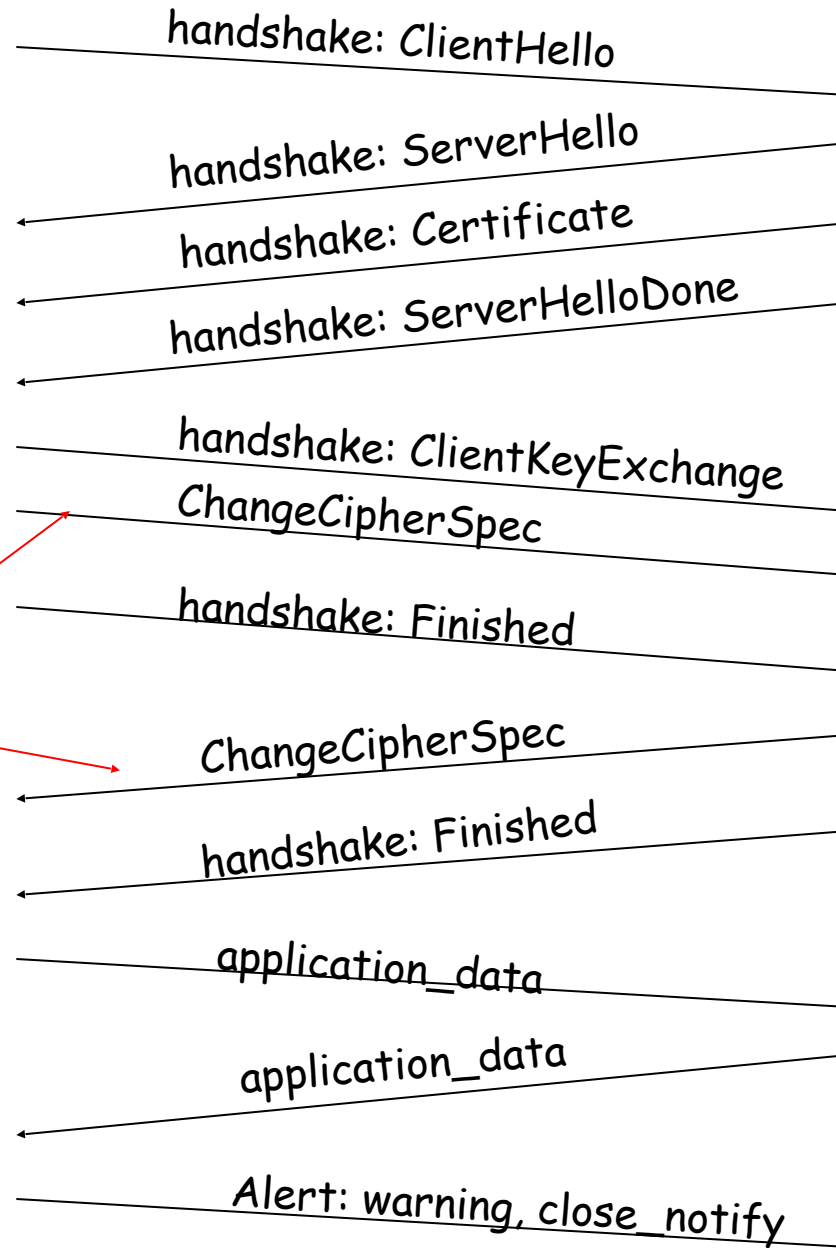 handshake: ClientHello
handshake: ServerHello
handshake: Certificate
handshake: ServerHelloDone
handshake: ClientKeyExchange
ChangeCipherSpec
handshake: Finished
ChangeCipherSpec
handshake: Finished
application_data
application_data
Alert: warning, close_notify